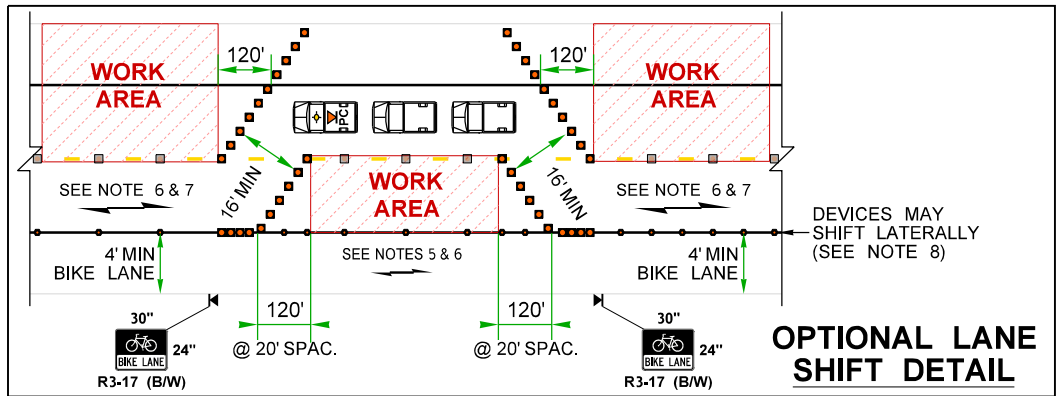 120'
120'
WORK
AREA
WORK
AREA
PC
SEE NOTE 6 & 7
16' MIN
WORK
AREA
16' MIN
SEE NOTE 6 & 7
DEVICES MAY
SHIFT LATERALLY
(SEE NOTE 8)
4' MIN
BIKE LANE
SEE NOTES 5 & 6
4' MIN
BIKE LANE
120'
@ 20' SPAC.
120'
@ 20' SPAC.
30"
24"
BIKE LANE
R3-17 (B/W)
30"
24"
BIKE LANE
R3-17 (B/W)
OPTIONAL LANE
SHIFT DETAIL